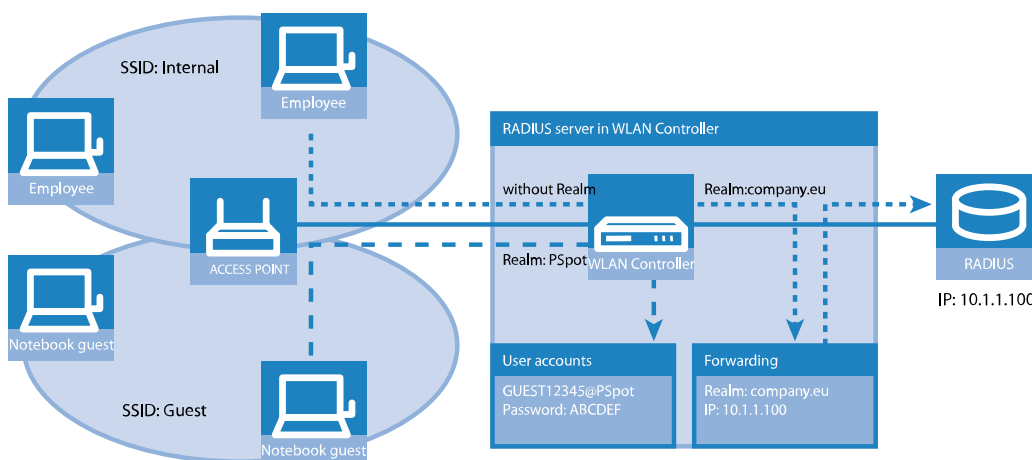 SSID: Internal
Employee
Employee
ACCESS POINT
Notebook guest
SSID: Guest
Notebook guest
RADIUS server in WLAN Controller
without Realm
Realm:company.eu
Realm: PSpot
WLAN Controller
User accounts
GUEST12345@PSpot
Password: ABCDEF
Forwarding
Realm: company.eu
IP: 10.1.1.100
RADIUS
IP: 10.1.1.100